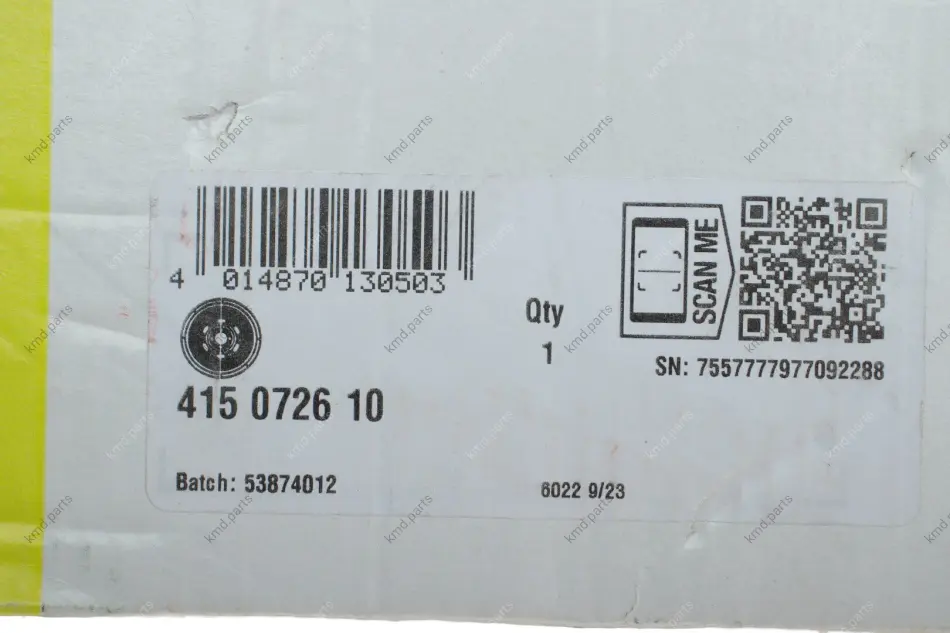 4 014870 130503
SCAN ME
Qty
1
SN: 7557777977092288
415 0726 10
Batch: 53874012
6022 9/23
kmd.parts